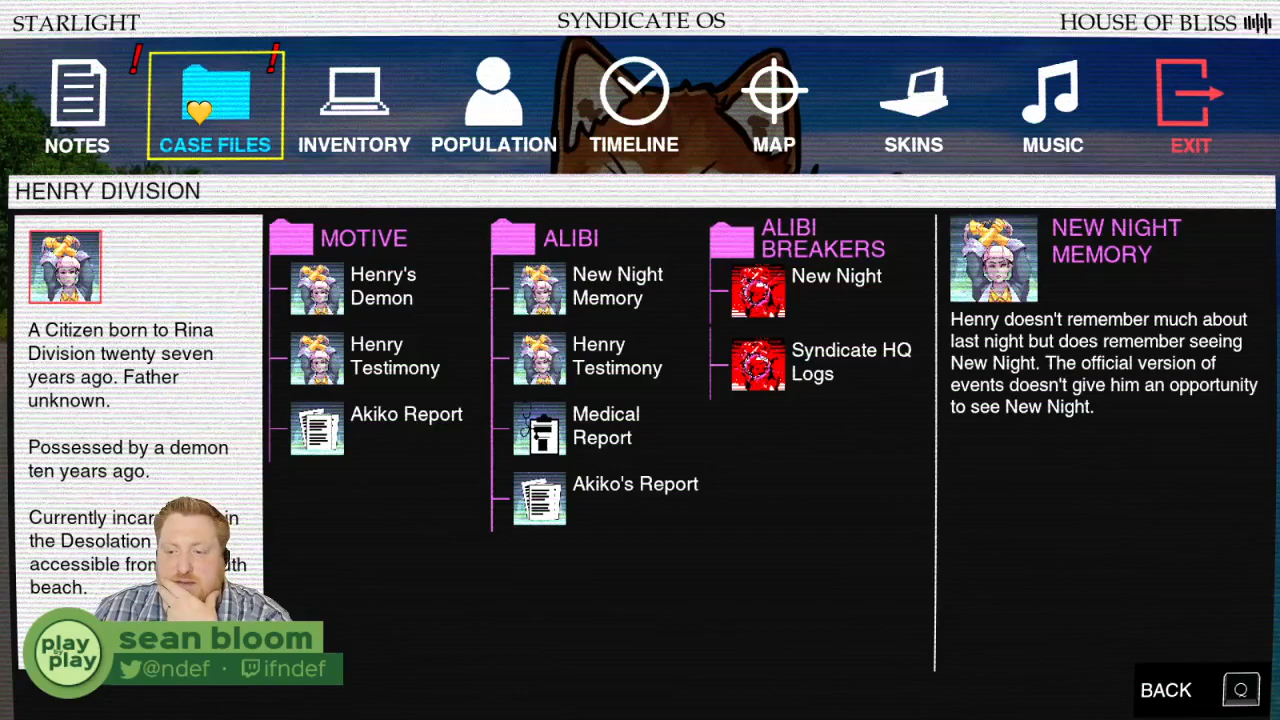 STARLIGHT
SYNDICATE OS
HOUSE OF BLISS
NOTES
CASE FILES
INVENTORY
POPULATION
TIMELINE
MAP
SKINS
MUSIC
EXIT
HENRY DIVISION
A Citizen born to Rina
Division twenty seven
years ago. Father
unknown.
Possessed by a demon
ten years ago.
Currently in
the Desolation
accessible
beach.
MOTIVE
Henry's
Demon
Henry
Testimony
Akiko Report
ALIBI
New Night
Memory
Henry
Testimony
Medical
Report
Akiko's Report
ALIBI
BREAKERS
New Night
Syndicate HQ
Logs
NEW NIGHT
MEMORY
Henry doesn't remember much about
last night but does remember seeing
New Night. The official version of
events doesn't him an opportunity
to see New Night.
play
by
play
sean bloom
@ndef · ifndef
BACK
Q